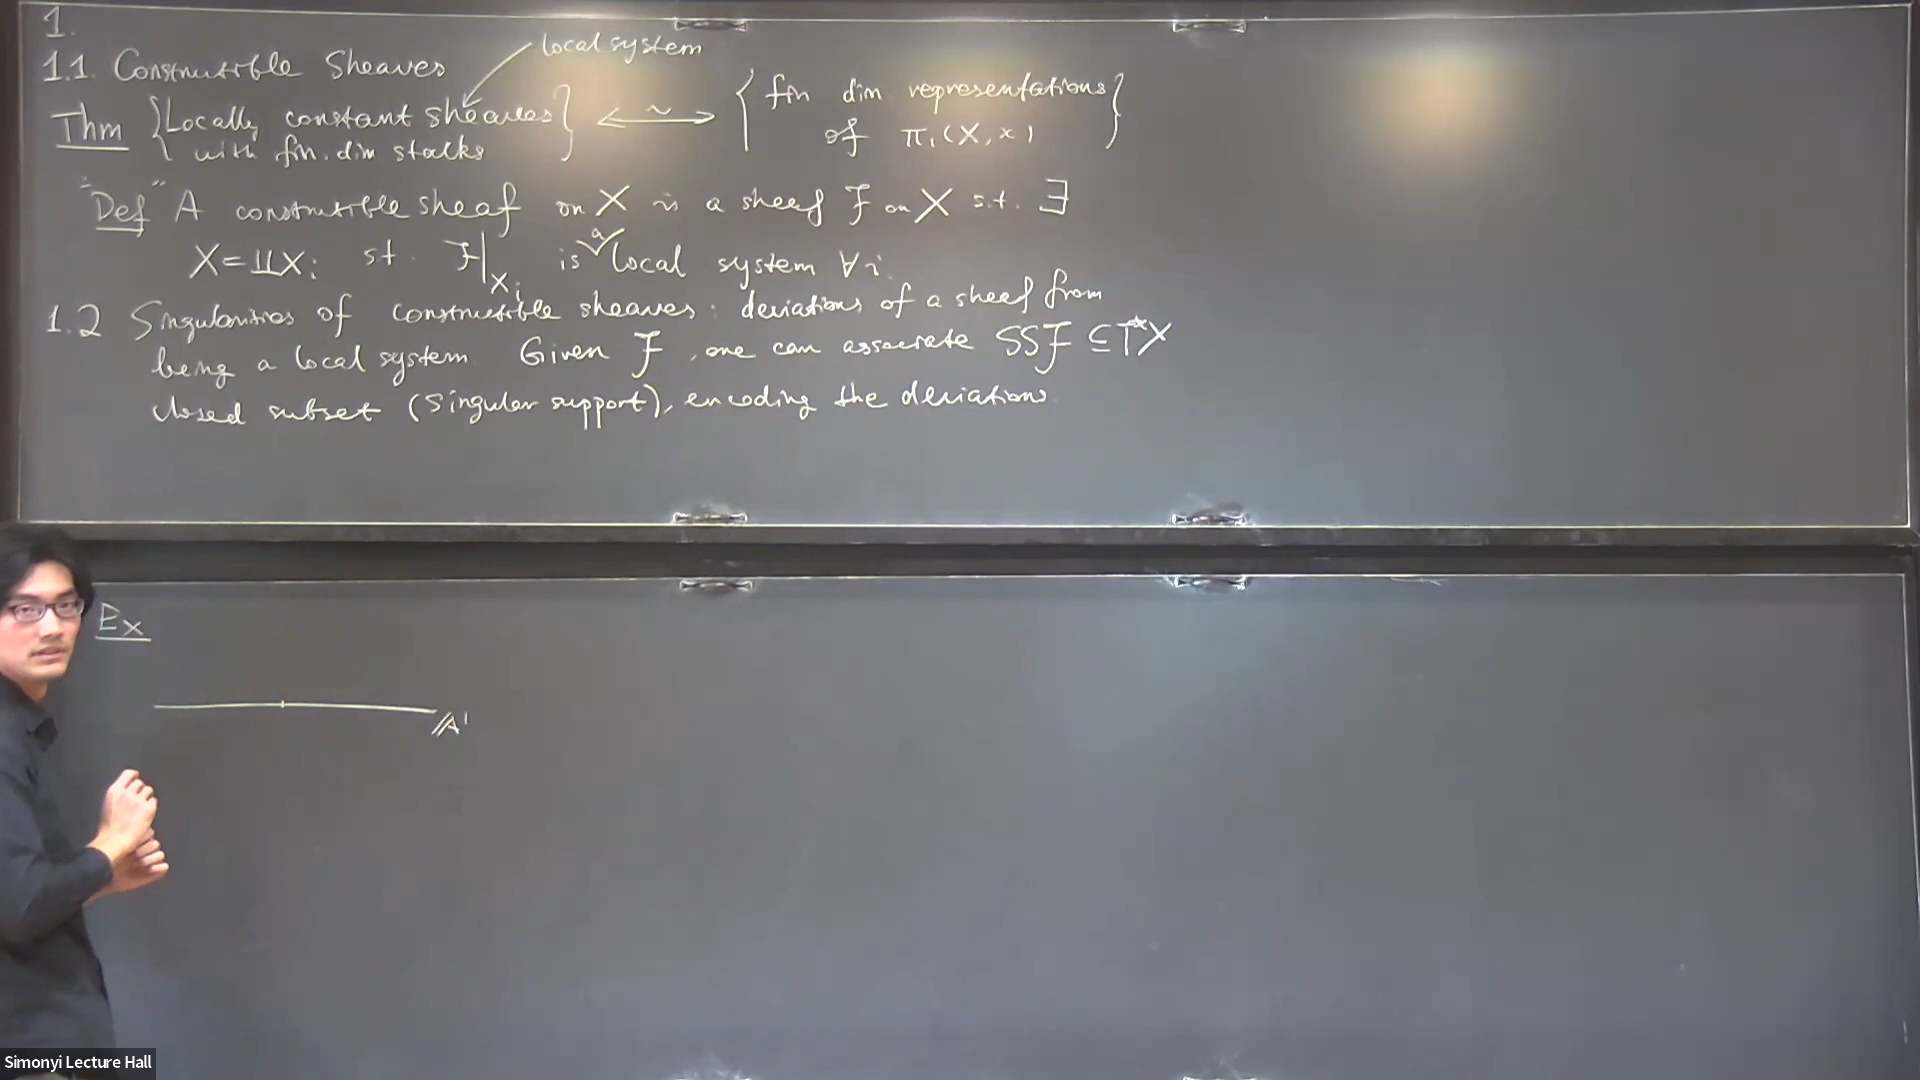 1.
1.1. Constructible Sheaves
local system
Thm {Locally constant sheaves with fin. dim stalks} ⟷~ {fin dim representations of π₁(X, x)}
"Def" A constructible sheaf on X is a sheaf F on X s.t. ∃
X = ⊔Xᵢ st. F|Xᵢ is a local system ∀i.
1.2 Singularities of constructible sheaves: deviations of a sheaf from
being a local system. Given F, one can associate SSF ⊆ T*X
closed subset (singular support), encoding the deviations.
Ex
A¹
Simonyi Lecture Hall